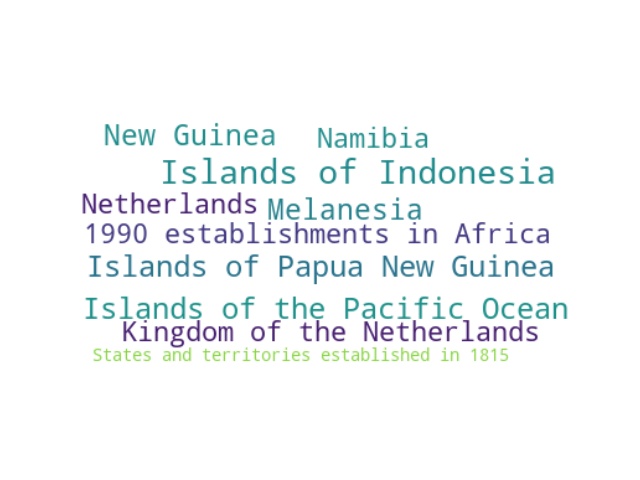 New Guinea Namibia
Islands of Indonesia
Netherlands Melanesia
1990 establishments in Africa
Islands of Papua New Guinea
Islands of the Pacific Ocean
Kingdom of the Netherlands
States and territories established in 1815